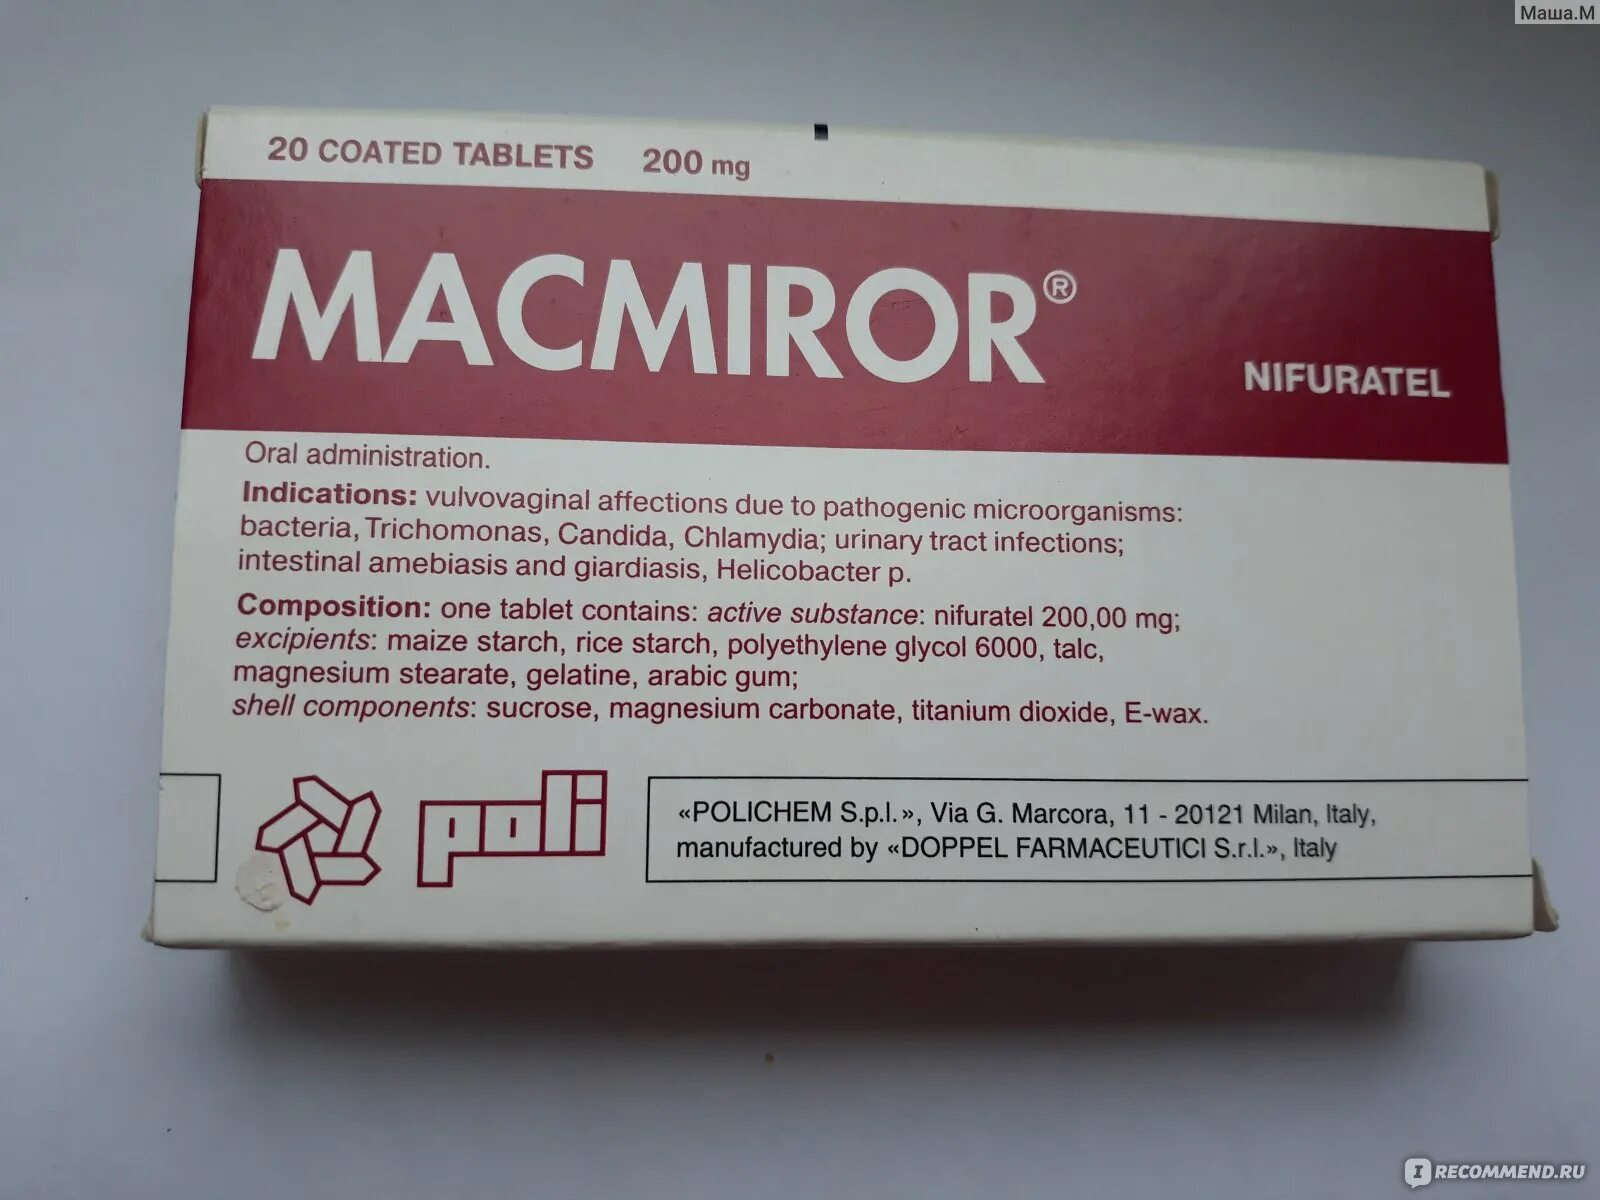 Маша.М
20 COATED TABLETS 200 mg
MACMIROR®
NIFURATEL
Oral administration.
Indications: vulvovaginal affections due to pathogenic microorganisms:
bacteria, Trichomonas, Candida, Chlamydia; urinary tract infections;
intestinal amebiasis and giardiasis, Helicobacter p.
Composition: one tablet contains: active substance: nifuratel 200,00 mg;
excipients: maize starch, rice starch, polyethylene glycol 6000, talc,
magnesium stearate, gelatine, arabic gum;
shell components: sucrose, magnesium carbonate, titanium dioxide, E-wax.
poli
«POLICHEM S.p.l.», Via G. Marcora, 11 - 20121 Milan, Italy,
manufactured by «DOPPEL FARMACEUTICI S.r.l.», Italy
IRECOMMEND.RU